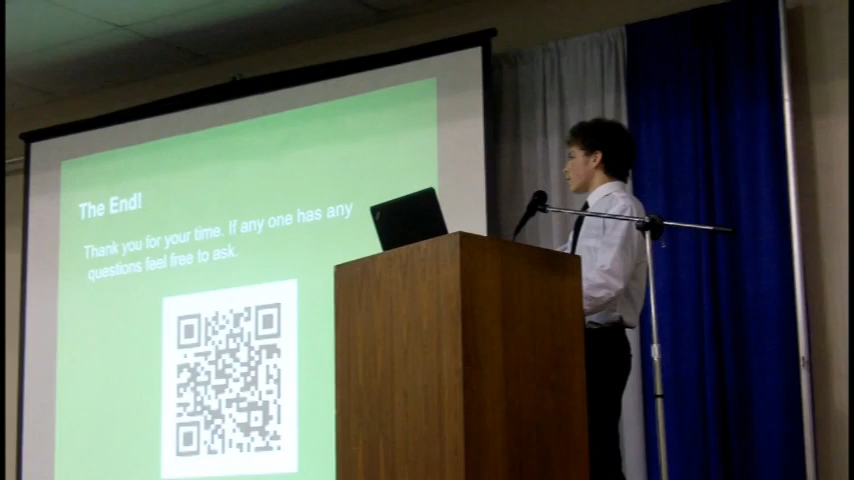 The End!
Thank you for your time. If any one has any
questions feel free to ask.